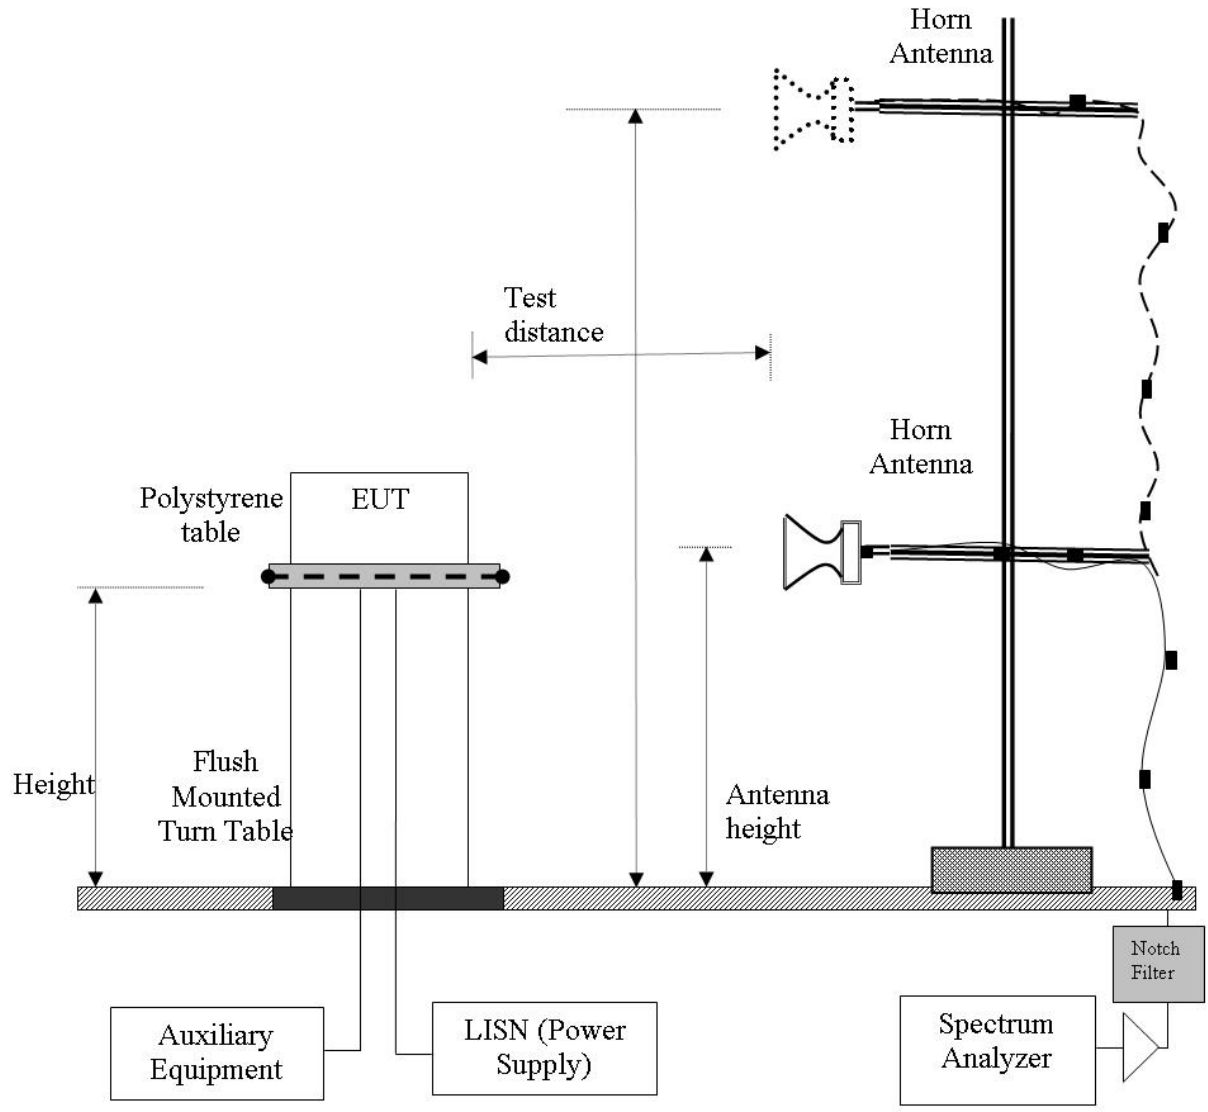 Horn
Antenna
Test
distance
Horn
Antenna
Polystyrene
table
EUT
Height
Flush
Mounted
Turn Table
Antenna
height
Notch
Filter
Auxiliary
Equipment
LISN (Power
Supply)
Spectrum
Analyzer